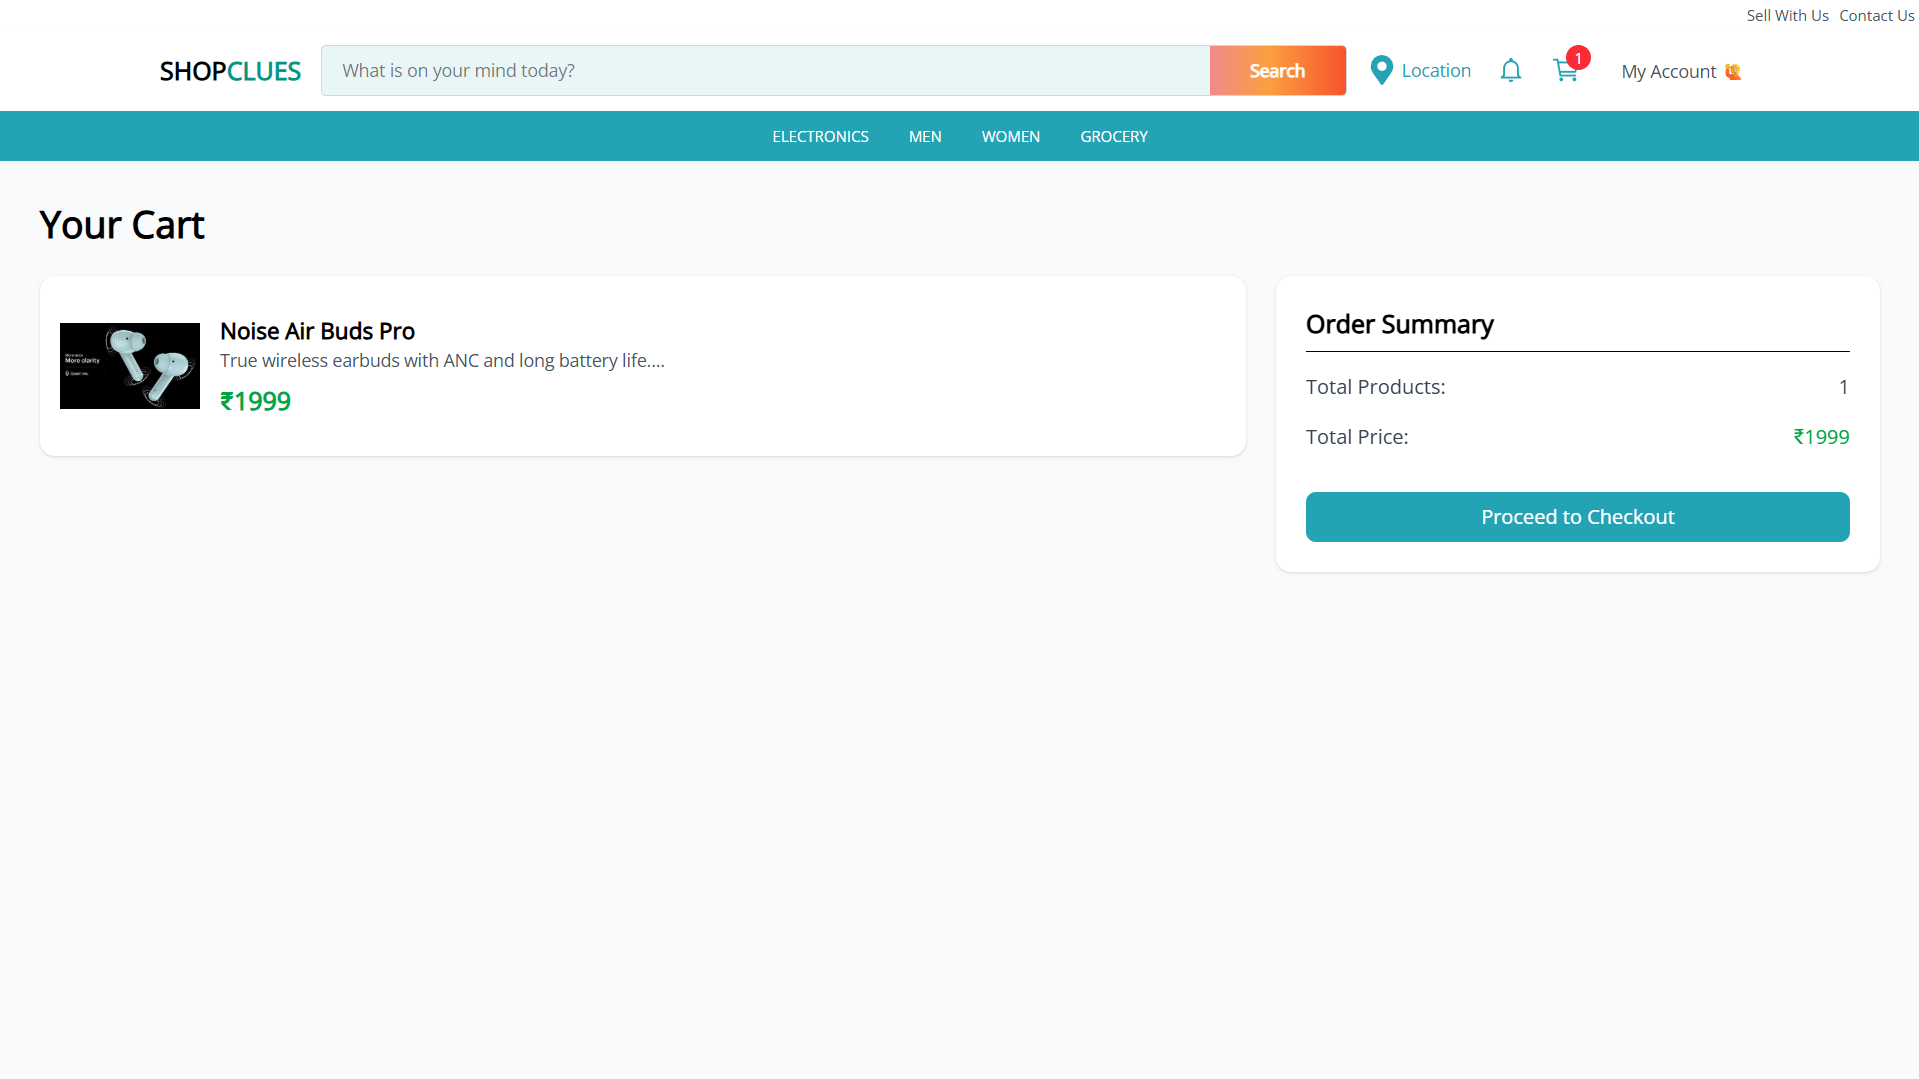 Sell With Us Contact Us
SHOPCLUES
What is on your mind today?
Search
Location
1
My Account
ELECTRONICS MEN WOMEN GROCERY
Your Cart
More clarity
Noise Air Buds Pro
True wireless earbuds with ANC and long battery life....
₹1999
Order Summary
Total Products: 1
Total Price: ₹1999
Proceed to Checkout